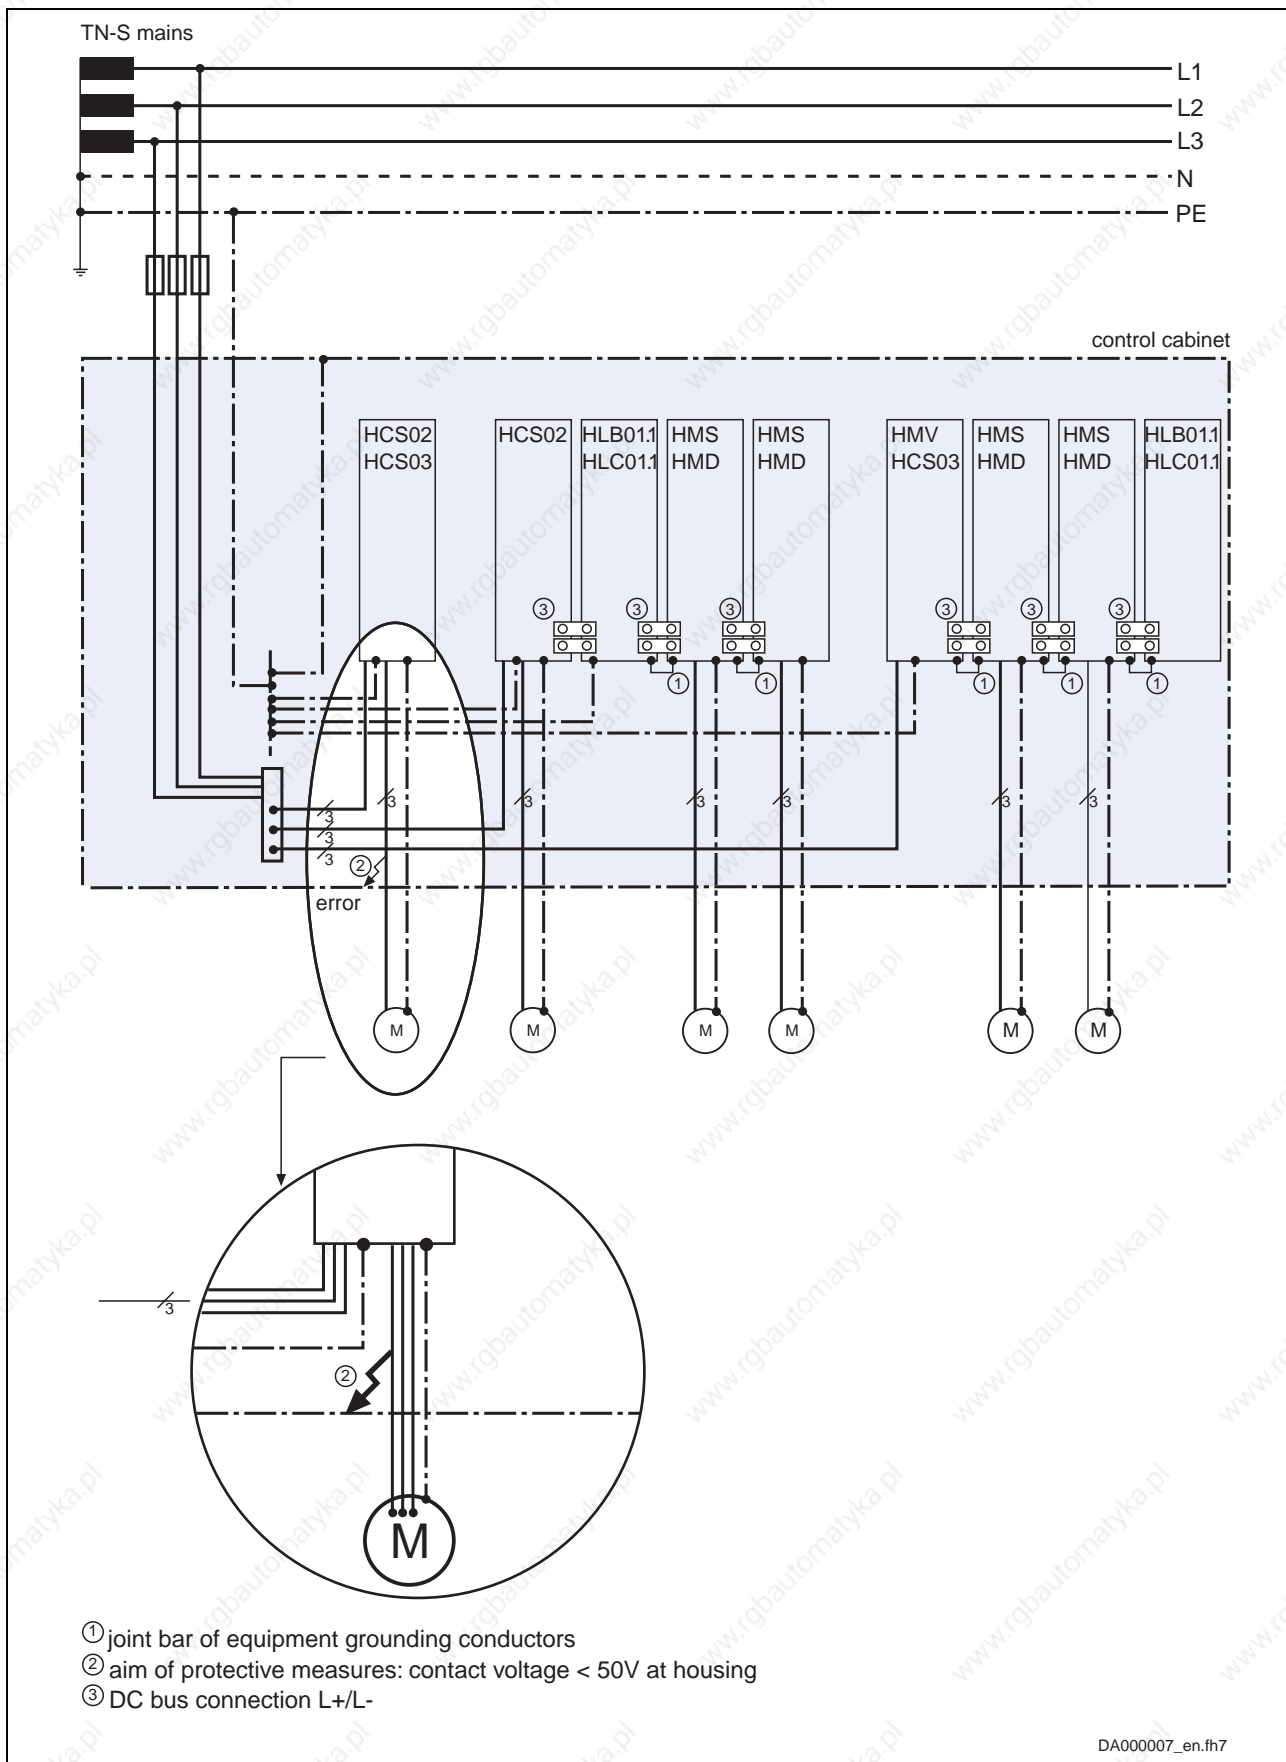 TN-S mains
L1
L2
L3
N
PE
control cabinet
HCS02
HCS03
HCS02
HLB01.1
HLC01.1
HMS
HMD
HMS
HMD
HMV
HCS03
HMS
HMD
HMS
HMD
HLB01.1
HLC01.1
3
3
3
3
3
3
1
1
1
1
1
3
3
3
3
3
3
3
3
3
2
error
M
M
M
M
M
M
3
2
M
1 joint bar of equipment grounding conductors
2 aim of protective measures: contact voltage < 50V at housing
3 DC bus connection L+/L-
DA000007_en.fh7
www.rgbautomatyka.pl